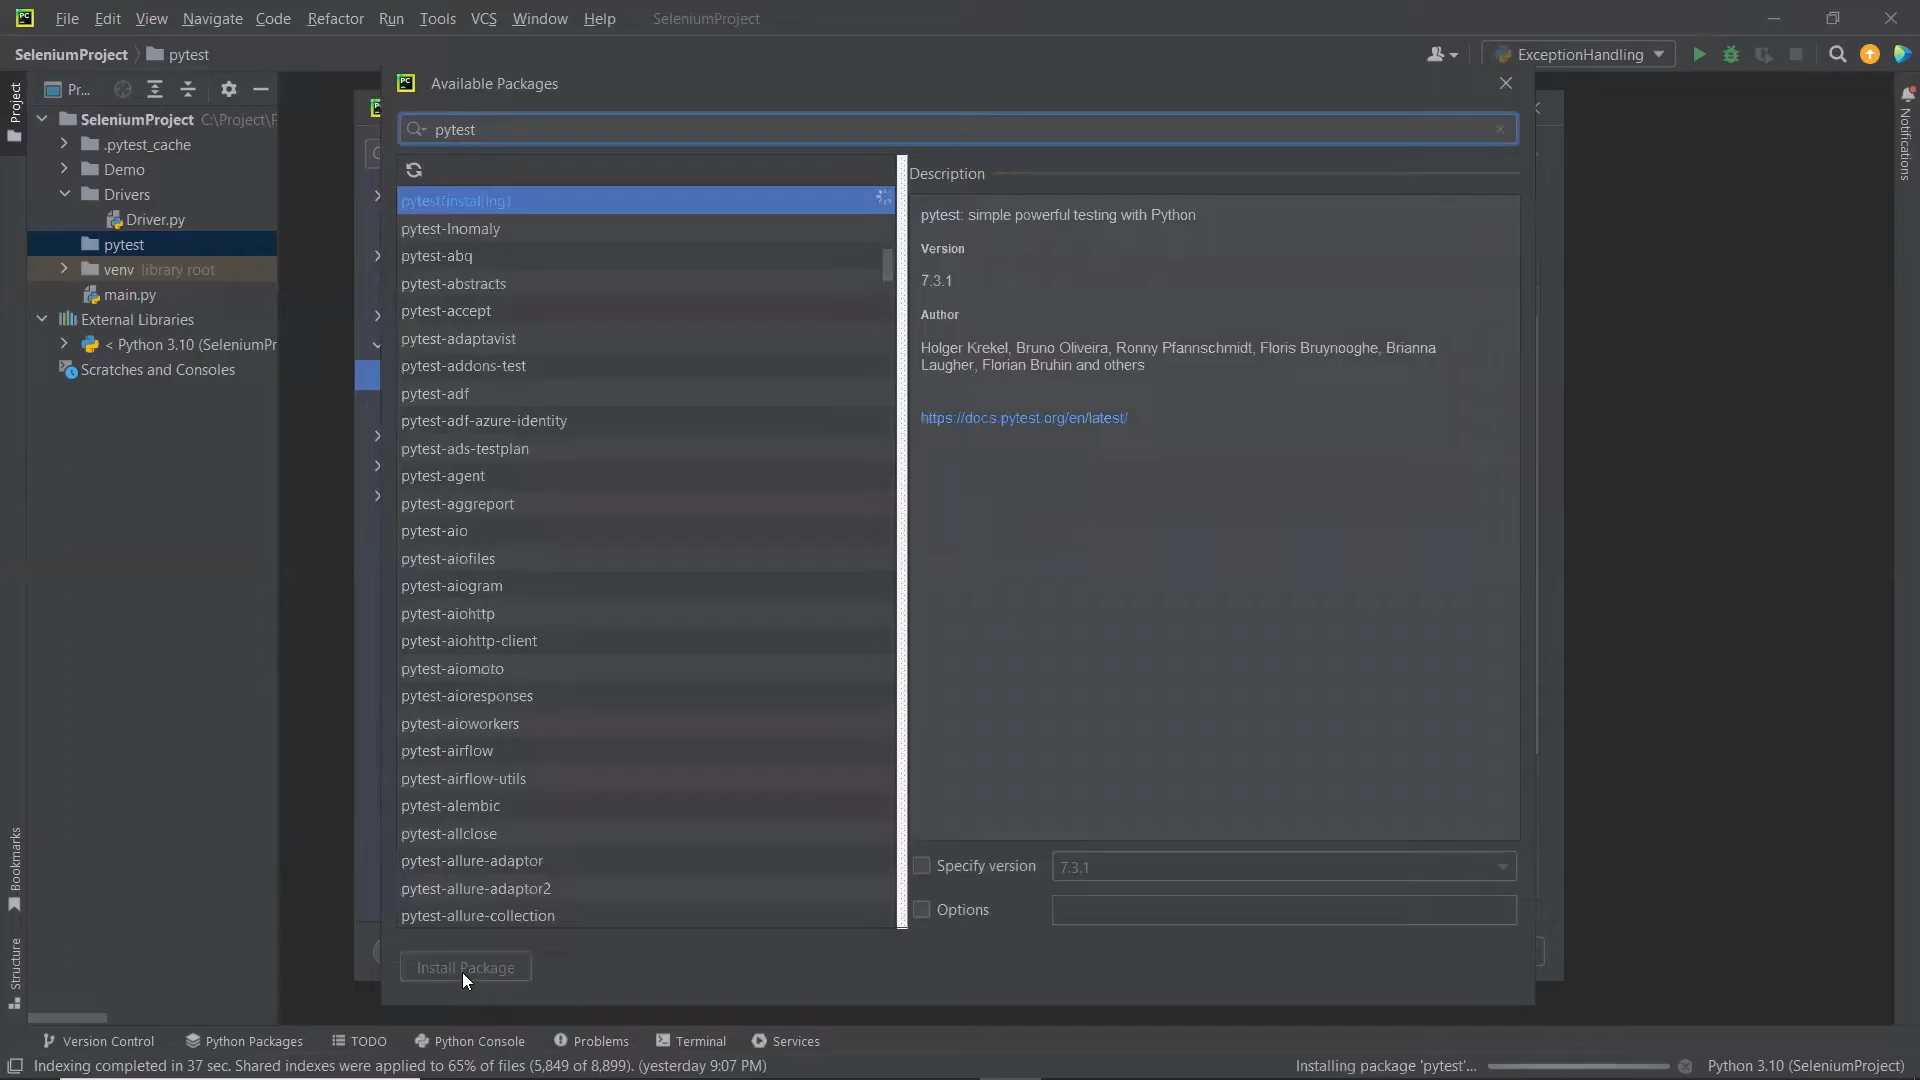 File Edit View Navigate Code Refactor Run Tools VCS Window Help SeleniumProject
SeleniumProject pytest
ExceptionHandling
Pr...
Project
SeleniumProject C:\Project\P
.pytest_cache
Demo
Drivers
Driver.py
pytest
venv library root
main.py
External Libraries
< Python 3.10 (SeleniumPr
Scratches and Consoles
Bookmarks
Structure
Notifications
Available Packages
pytest
pytest(installing)
pytest-Inomaly
pytest-abq
pytest-abstracts
pytest-accept
pytest-adaptavist
pytest-addons-test
pytest-adf
pytest-adf-azure-identity
pytest-ads-testplan
pytest-agent
pytest-aggreport
pytest-aio
pytest-aiofiles
pytest-aiogram
pytest-aiohttp
pytest-aiohttp-client
pytest-aiomoto
pytest-aioresponses
pytest-aioworkers
pytest-airflow
pytest-airflow-utils
pytest-alembic
pytest-allclose
pytest-allure-adaptor
pytest-allure-adaptor2
pytest-allure-collection
Description
pytest: simple powerful testing with Python
Version
7.3.1
Author
Holger Krekel, Bruno Oliveira, Ronny Pfannschmidt, Floris Bruynooghe, Brianna
Laugher, Florian Bruhin and others
https://docs.pytest.org/en/latest/
Specify version 7.3.1
Options
Install Package
Version Control Python Packages TODO Python Console Problems Terminal Services
Indexing completed in 37 sec. Shared indexes were applied to 65% of files (5,849 of 8,899). (yesterday 9:07 PM)
Installing package 'pytest'... Python 3.10 (SeleniumProject)